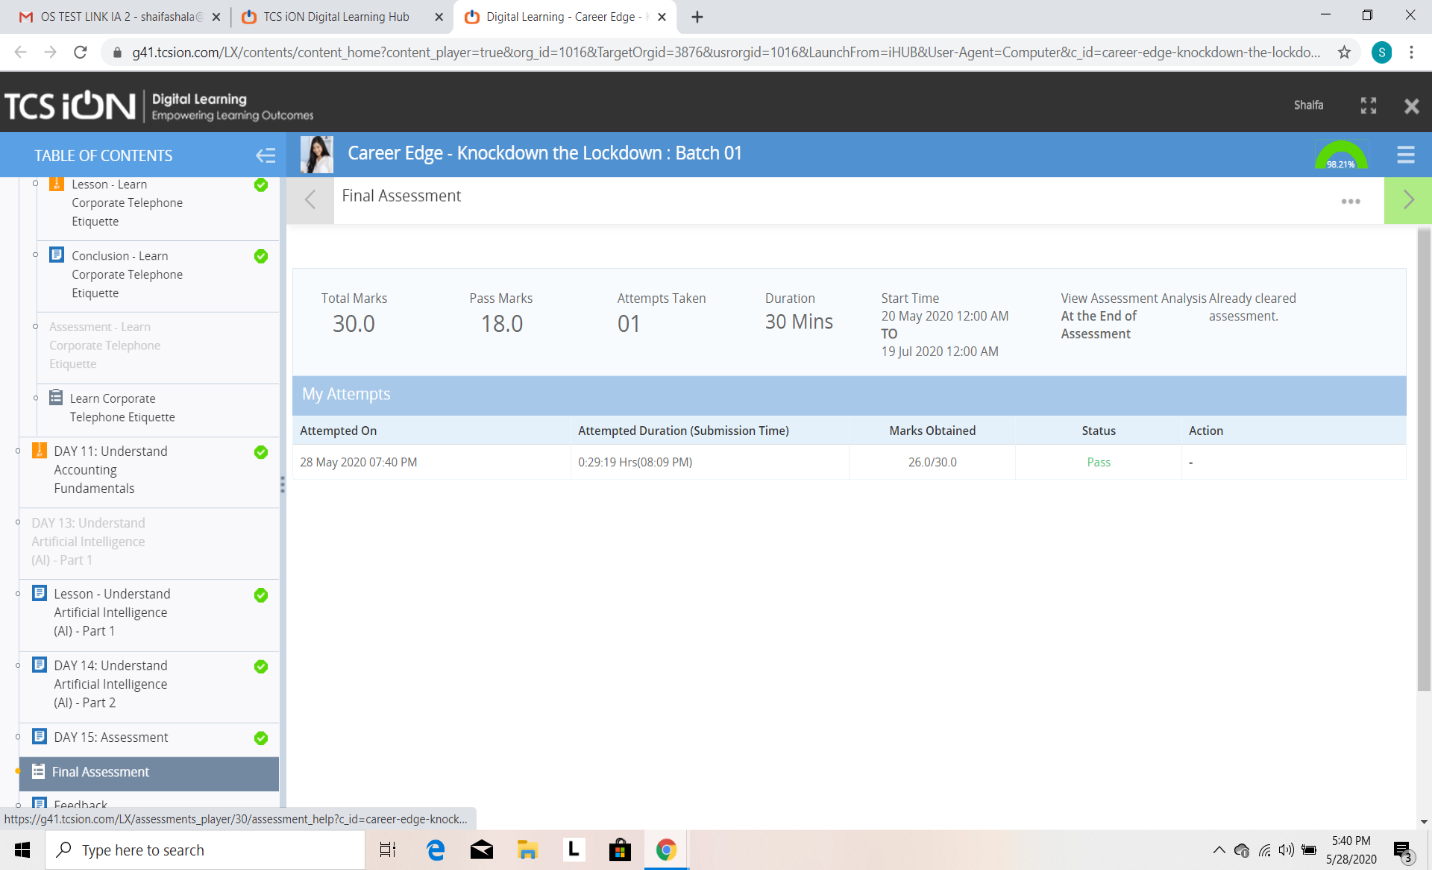 OS TEST LINK IA 2 - shaifashala@
TCS iON Digital Learning Hub
Digital Learning - Career Edge -
g41.tcsion.com/LX/contents/content_home?content_player=true&org_id=1016&TargetOrgid=3876&usrorgid=1016&LaunchFrom=iHUB&User-Agent=Computer&c_id=career-edge-knockdown-the-lockdo...
S
TCS iON
Digital Learning
Empowering Learning Outcomes
Shaifa
TABLE OF CONTENTS
Career Edge - Knockdown the Lockdown : Batch 01
98.21%
Lesson - Learn
Corporate Telephone
Etiquette
Conclusion - Learn
Corporate Telephone
Etiquette
Assessment - Learn
Corporate Telephone
Etiquette
Learn Corporate
Telephone Etiquette
DAY 11: Understand
Accounting
Fundamentals
DAY 13: Understand
Artificial Intelligence
(AI) - Part 1
Lesson - Understand
Artificial Intelligence
(AI) - Part 1
DAY 14: Understand
Artificial Intelligence
(AI) - Part 2
DAY 15: Assessment
Final Assessment
Feedback
Final Assessment
Total Marks
30.0
Pass Marks
18.0
Attempts Taken
01
Duration
30 Mins
Start Time
20 May 2020 12:00 AM
TO
19 Jul 2020 12:00 AM
View Assessment Analysis
At the End of
Assessment
Already cleared
assessment.
My Attempts
Attempted On Attempted Duration (Submission Time) Marks Obtained Status Action
28 May 2020 07:40 PM 0:29:19 Hrs(08:09 PM) 26.0/30.0 Pass -
https://g41.tcsion.com/LX/assessments_player/30/assessment_help?c_id=career-edge-knock...
Type here to search
L
5:40 PM
5/28/2020
3